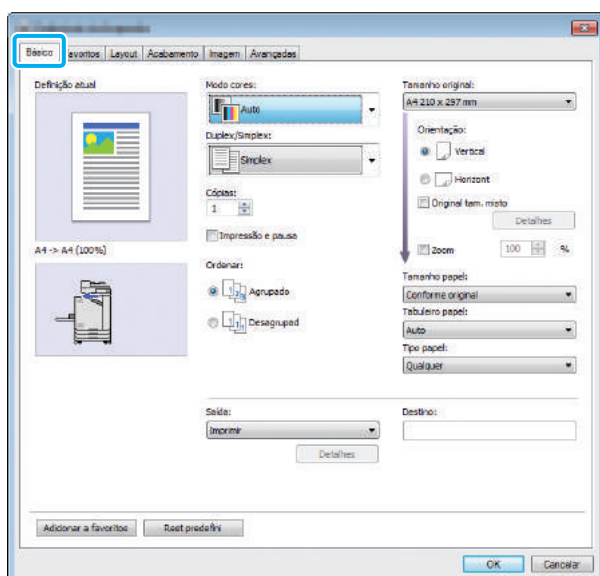 Básico Favoritos Layout Acabamento Imagem Avançadas
Definição atual
A4 -> A4 (100%)
Modo cores:
Auto
Duplex/Simplex:
Simplex
Cópias:
1
Impressão e pausa
Ordenar:
Agrupado
Desagrupad
Tamanho original:
A4 210 x 297 mm
Orientação:
Vertical
Horizont
Original tam. misto
Detalhes
Zoom 100 %
Tamanho papel:
Conforme original
Tabuleiro papel:
Auto
Tipo papel:
Qualquer
Saída:
Imprimir
Detalhes
Destino:
Adicionar a favoritos Rest predefini
OK Cancelar